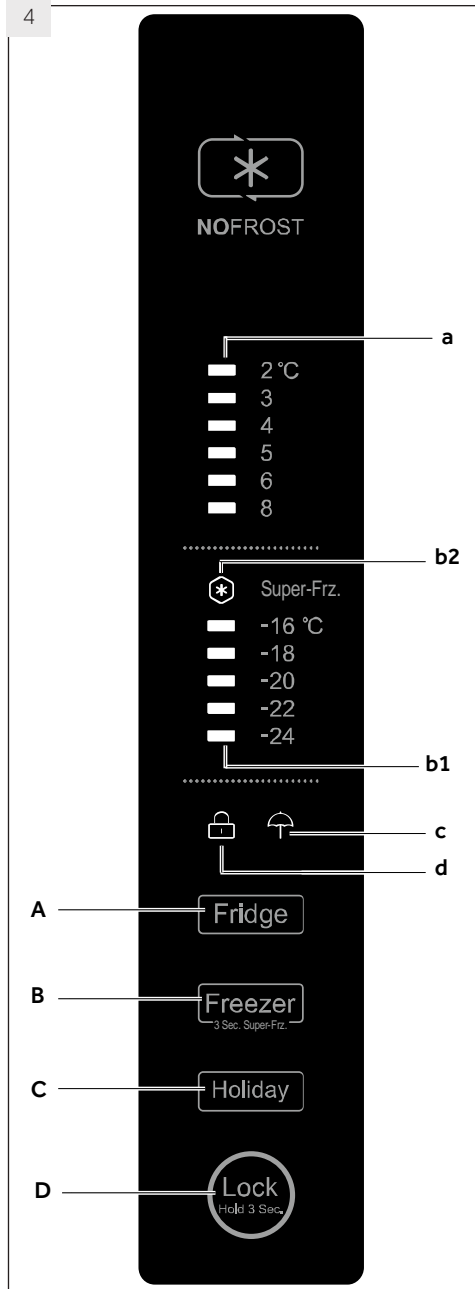 4
NOFROST
a
2 °C
3
4
5
6
8
b2
Super-Frz.
-16 °C
-18
-20
-22
-24
b1
c
d
A
Fridge
B
Freezer
3 Sec. Super-Frz.
C
Holiday
D
Lock
Hold 3 Sec.